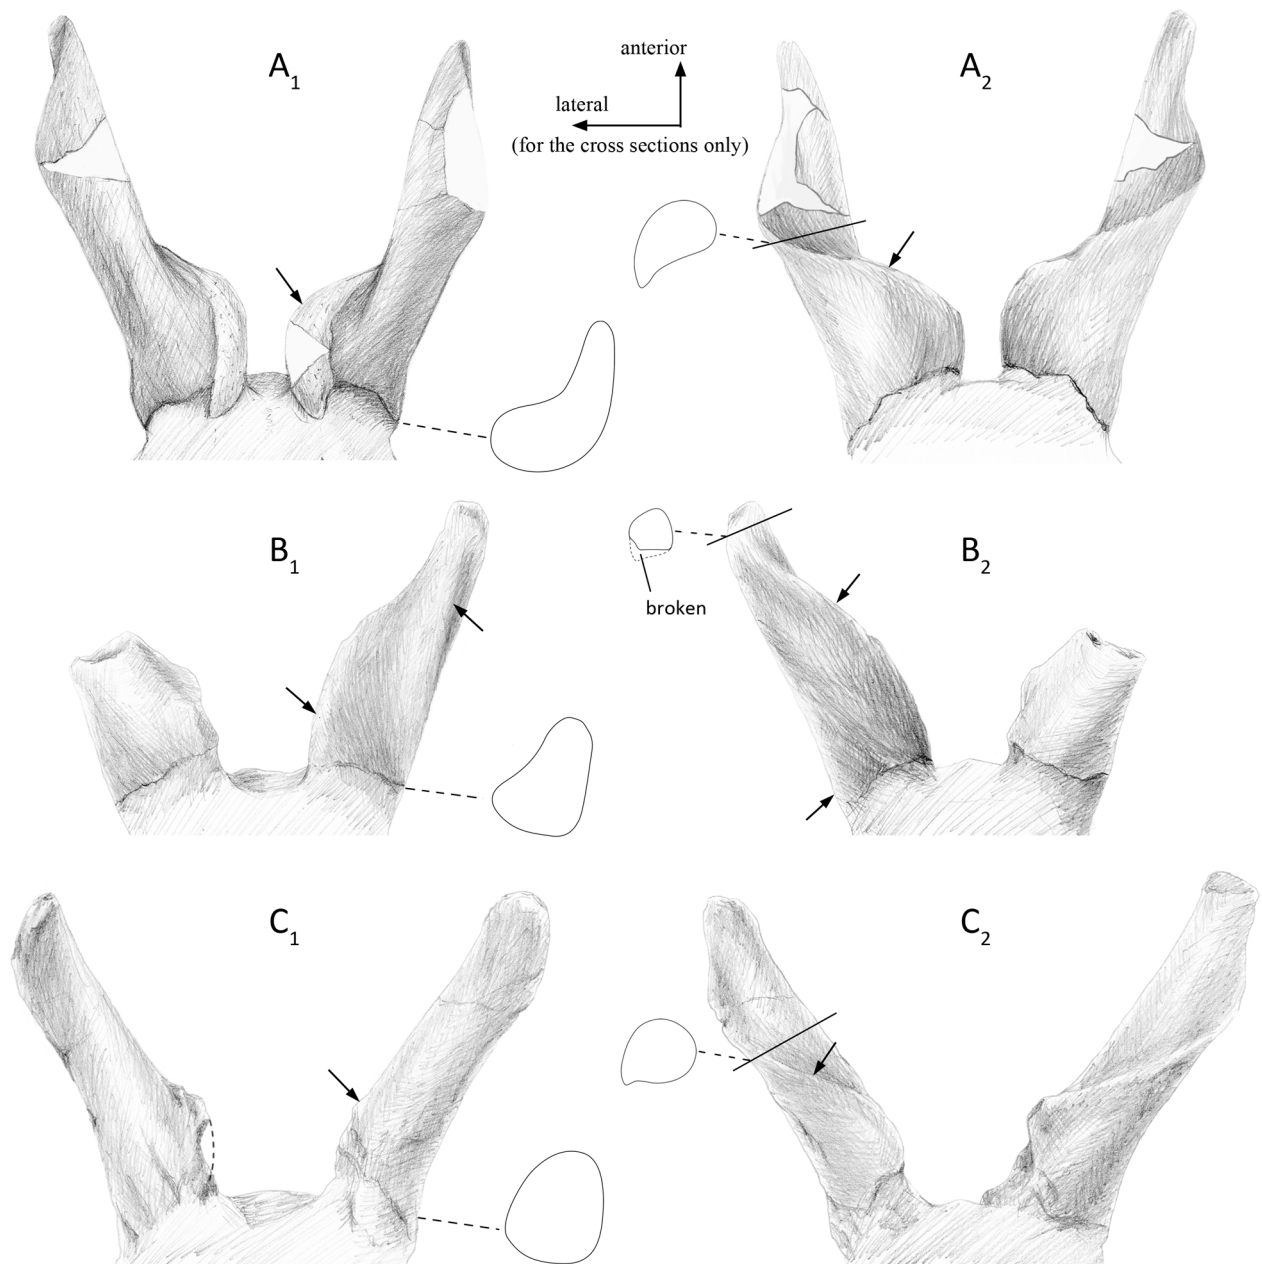 A1
anterior
lateral
(for the cross sections only)
A2
B1
broken
B2
C1
C2